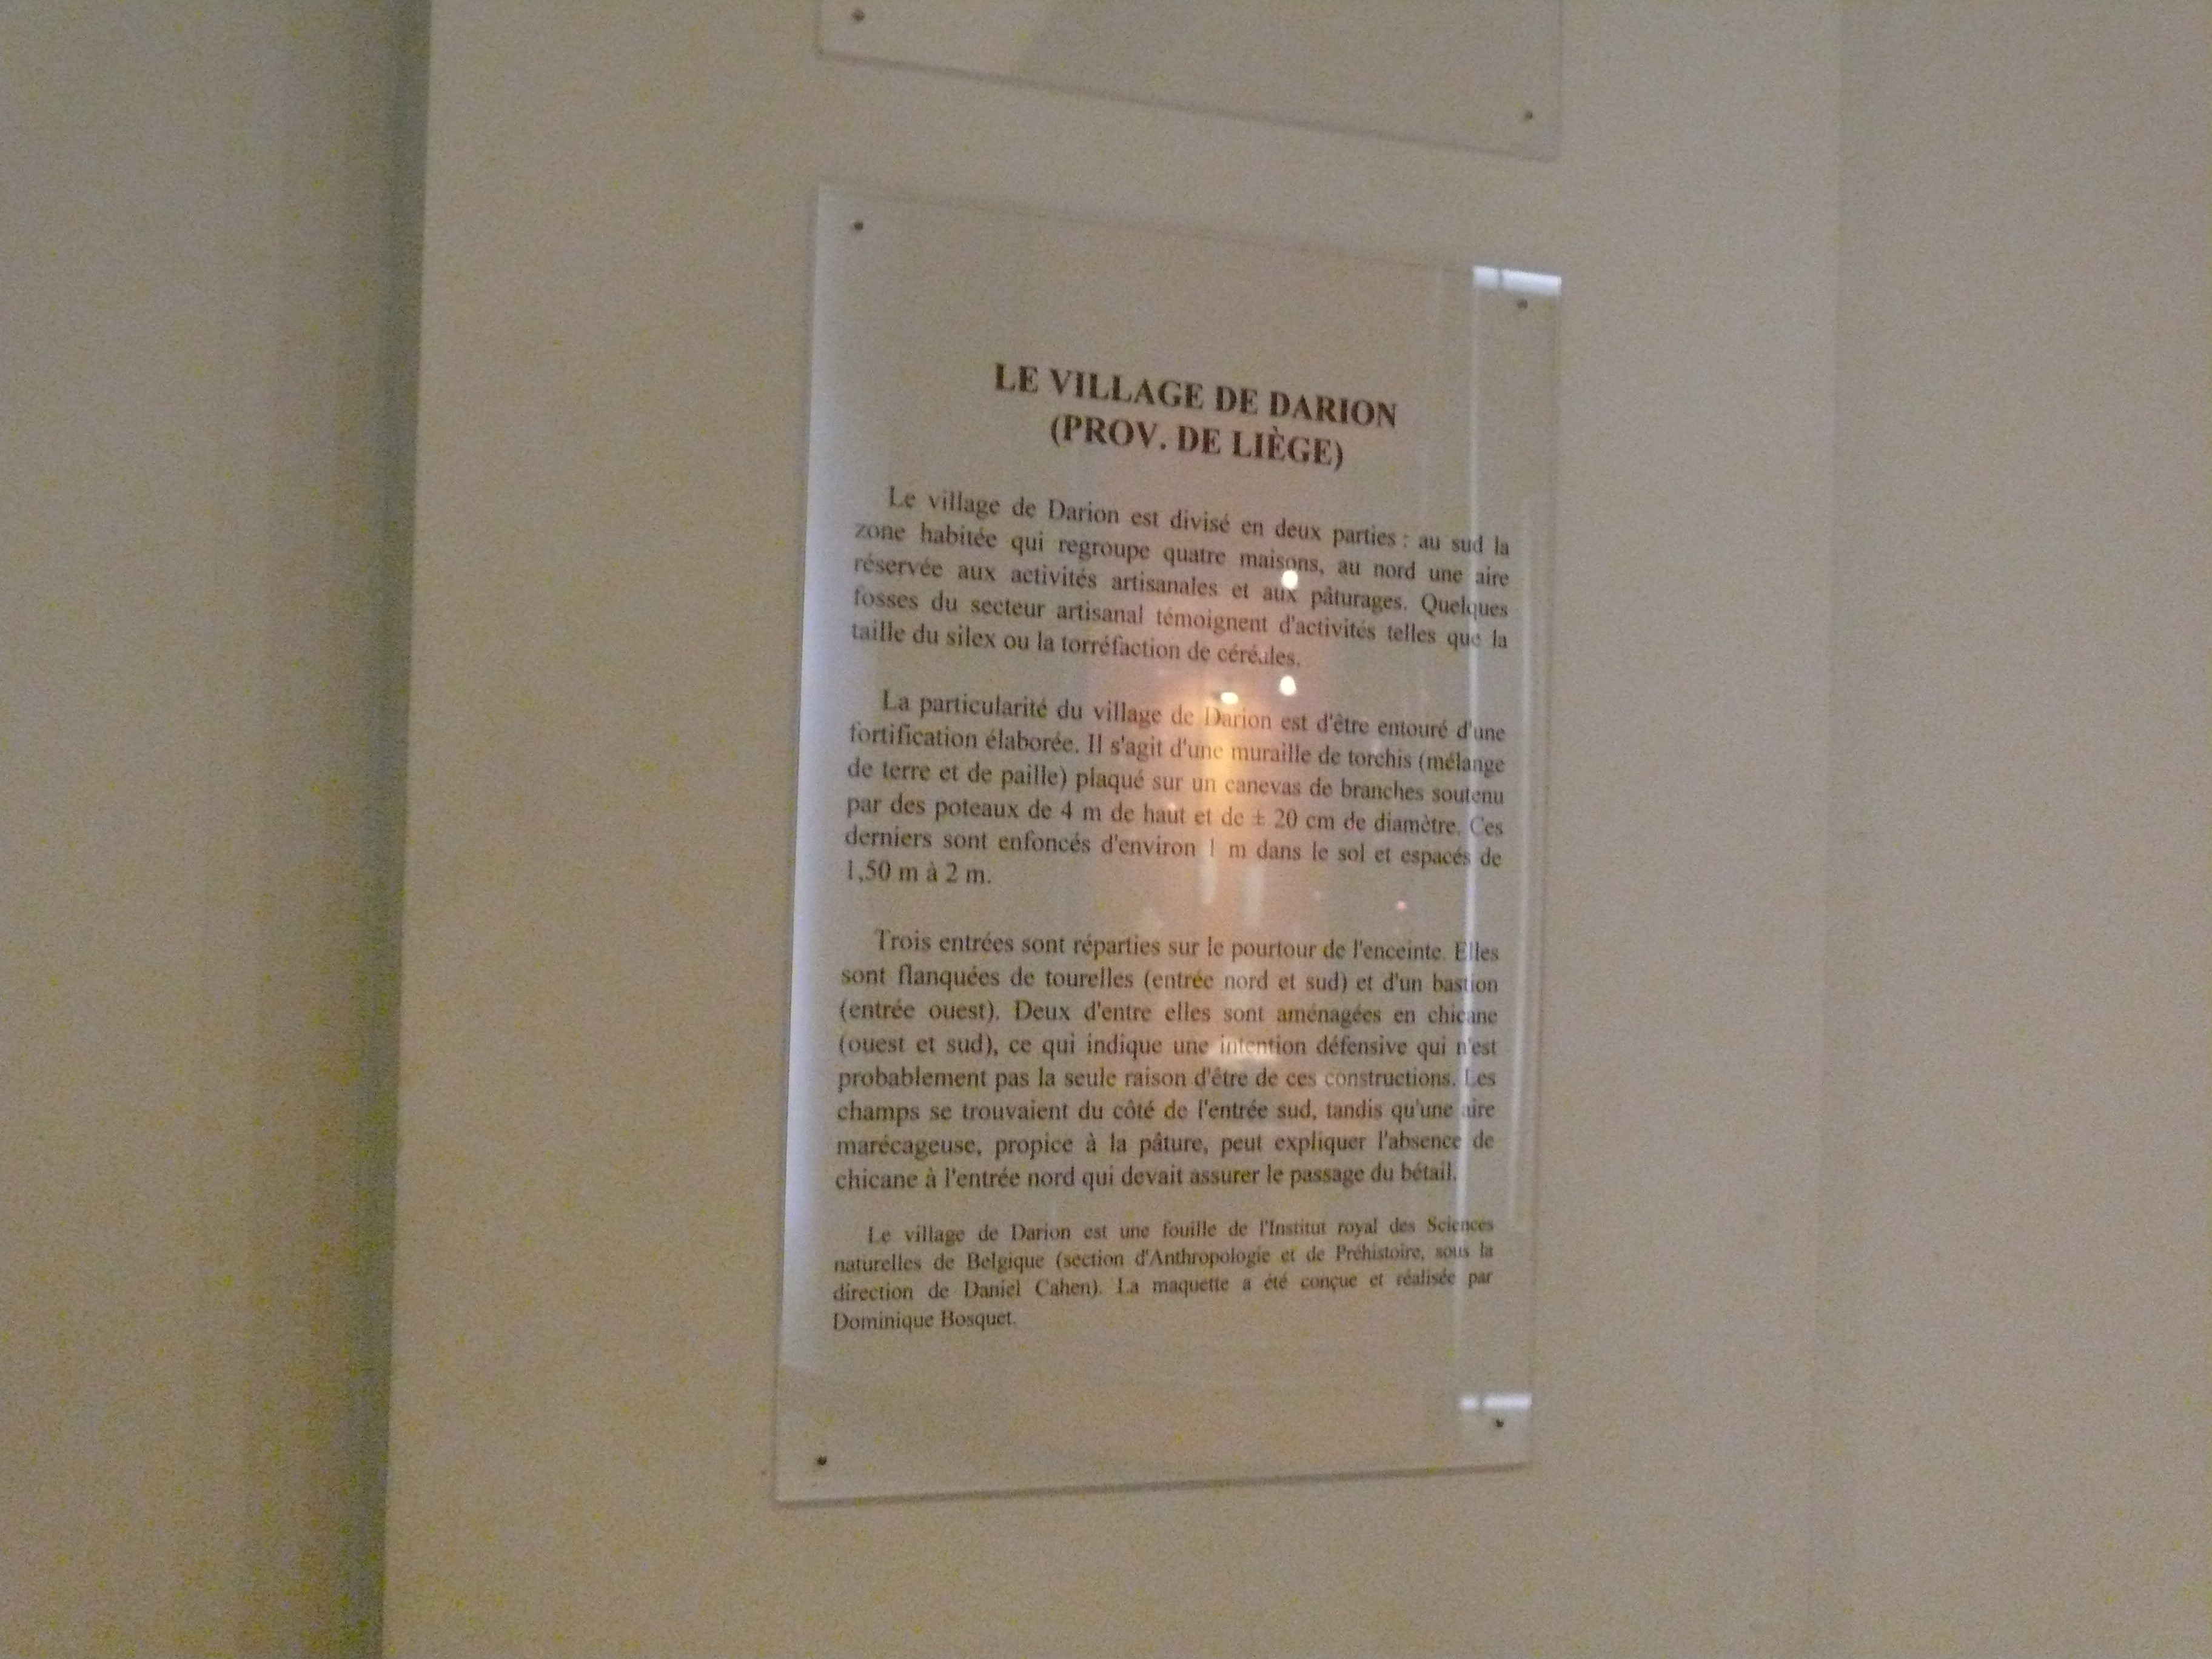 LE VILLAGE DE DARION
(PROV. DE LIÈGE)
Le village de Darion est divisé en deux parties : au sud la
zone habitée qui regroupe quatre maisons, au nord une aire
réservée aux activités artisanales et aux pâturages. Quelques
fosses du secteur artisanal témoignent d'activités telles que la
taille du silex ou la torréfaction de céréales.
La particularité du village de Darion est d'être entouré d'une
fortification élaborée. Il s'agit d'une muraille de torchis (mélange
de terre et de paille) plaqué sur un canevas de branches soutenu
par des poteaux de 4 m de haut et de ± 20 cm de diamètre. Ces
derniers sont enfoncés d'environ 1 m dans le sol et espacés de
1,50 m à 2 m.
Trois entrées sont réparties sur le pourtour de l'enceinte. Elles
sont flanquées de tourelles (entrée nord et sud) et d'un bastion
(entrée ouest). Deux d'entre elles sont aménagées en chicane
(ouest et sud), ce qui indique une intention défensive qui n'est
probablement pas la seule raison d'être de ces constructions. Les
champs se trouvaient du côté de l'entrée sud, tandis qu'une aire
marécageuse, propice à la pâture, peut expliquer l'absence de
chicane à l'entrée nord qui devait assurer le passage du bétail.
Le village de Darion est une fouille de l'Institut royal des Sciences
naturelles de Belgique (section d'Anthropologie et de Préhistoire, sous la
direction de Daniel Cahen). La maquette a été conçue et réalisée par
Dominique Bosquet.